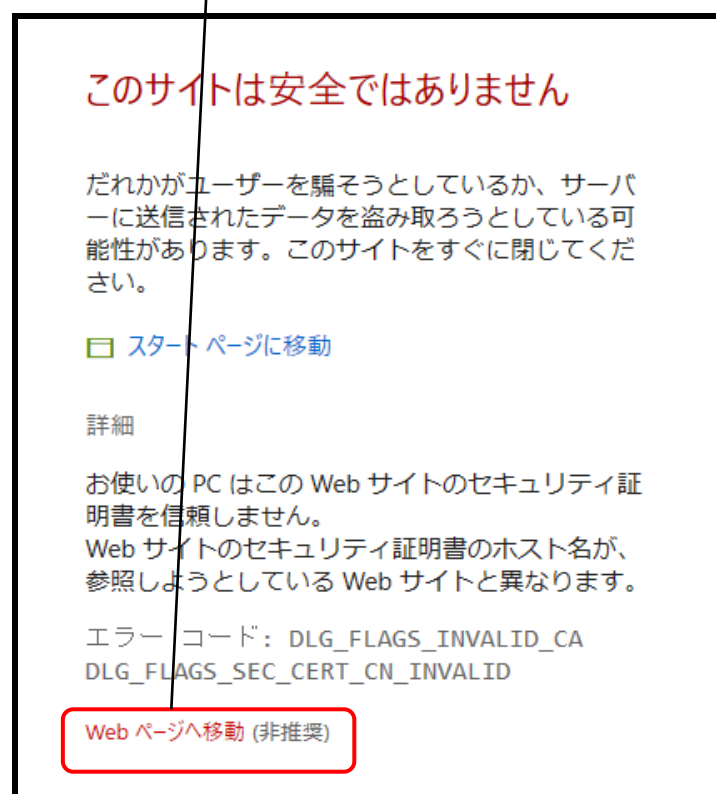 このサイトは安全ではありません
だれかがユーザーを騙そうとしているか、サーバ
ーに送信されたデータを盗み取ろうとしている可
能性があります。このサイトをすぐに閉じてくだ
さい。
スタート ページに移動
詳細
お使いの PC はこの Web サイトのセキュリティ証
明書を信頼しません。
Web サイトのセキュリティ証明書のホスト名が、
参照しようとしている Web サイトと異なります。
エラー コード: DLG_FLAGS_INVALID_CA
DLG_FLAGS_SEC_CERT_CN_INVALID
Web ページへ移動 (非推奨)